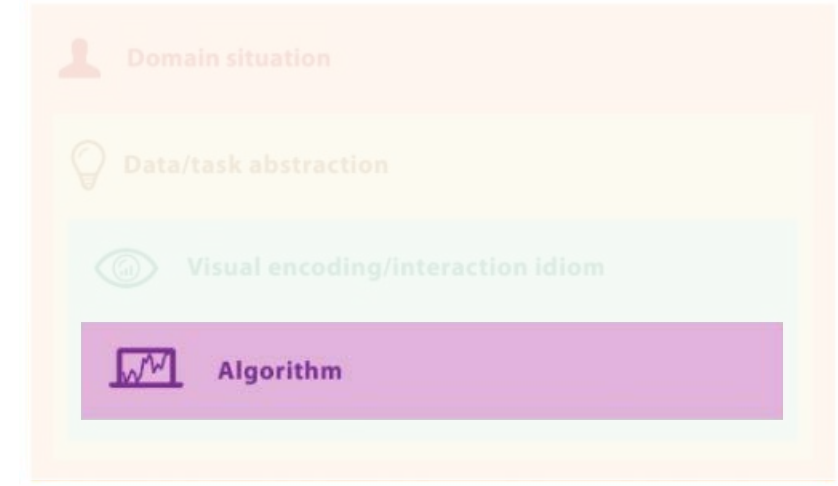 Domain situation
Data/task abstraction
Visual encoding/interaction idiom
Algorithm